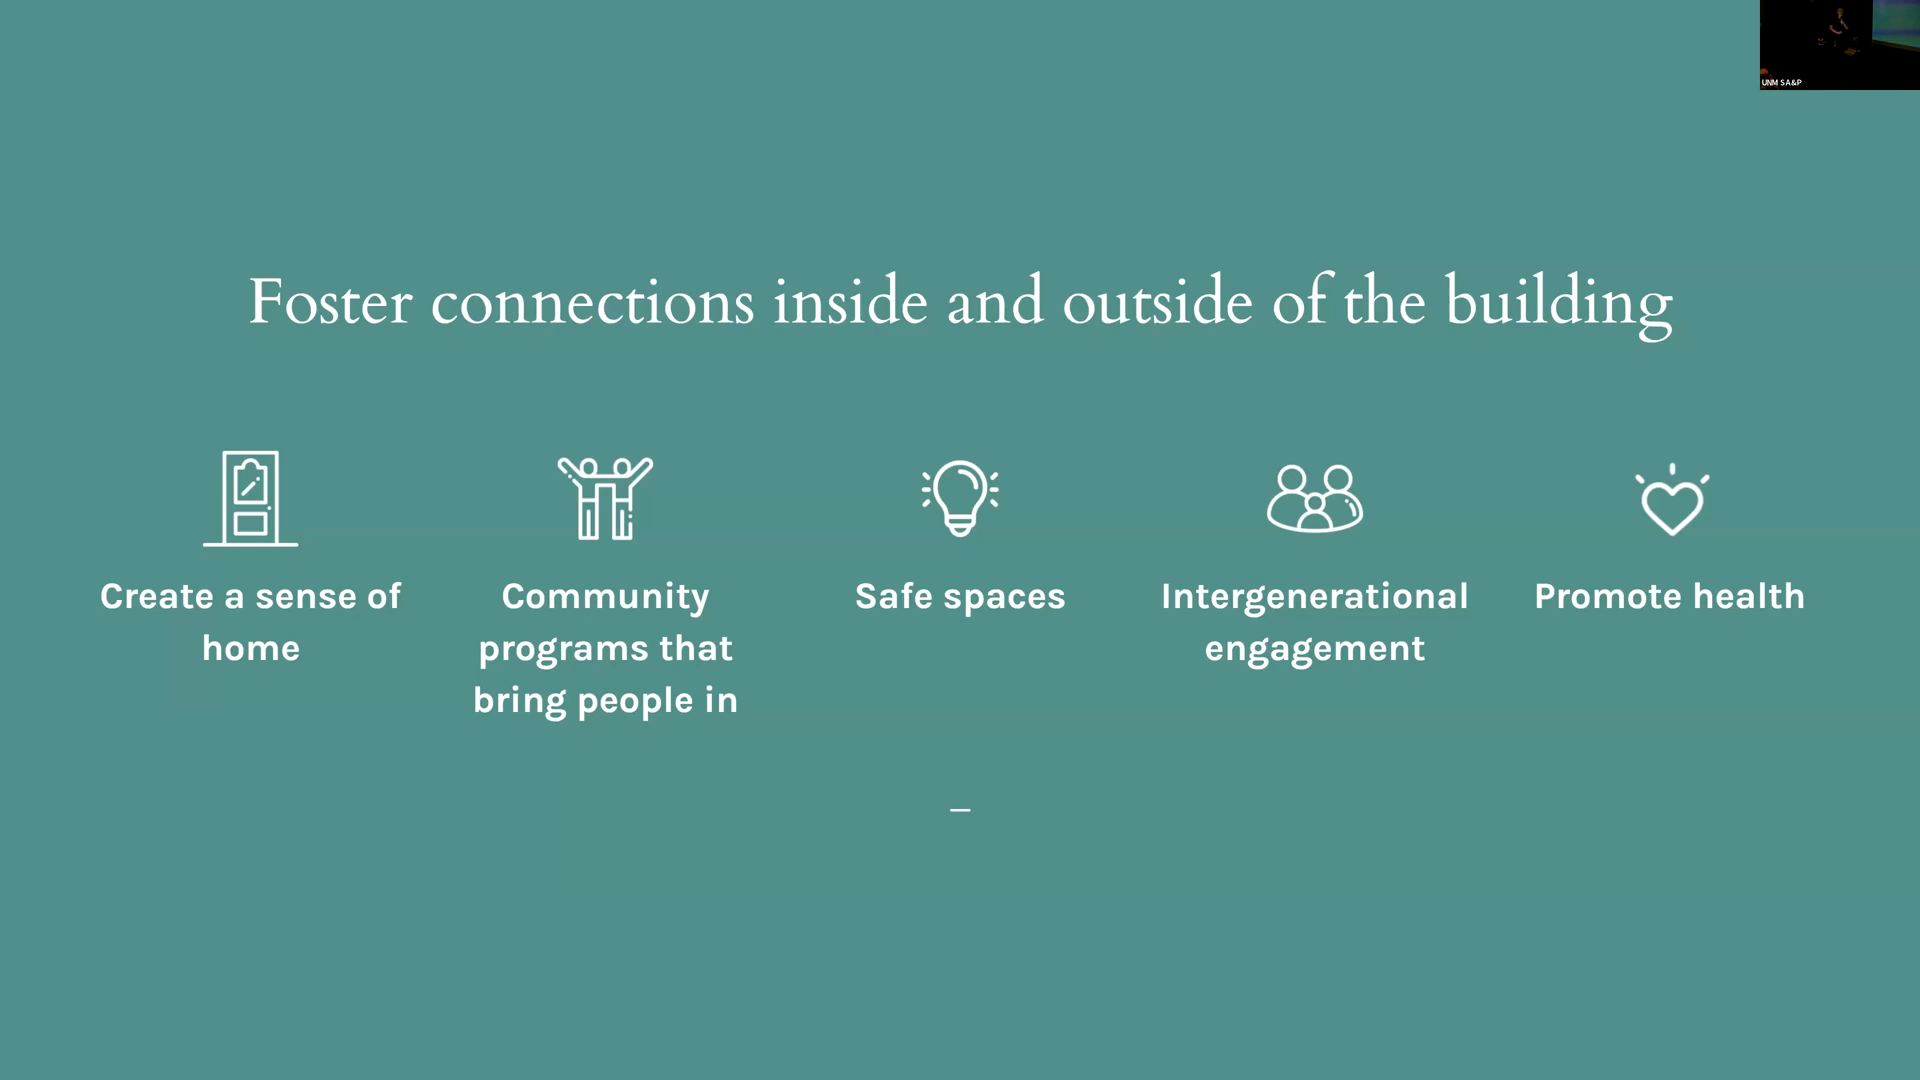 UNM SA&P
Foster connections inside and outside of the building
Create a sense of
home
Community
programs that
bring people in
Safe spaces
Intergenerational
engagement
Promote health